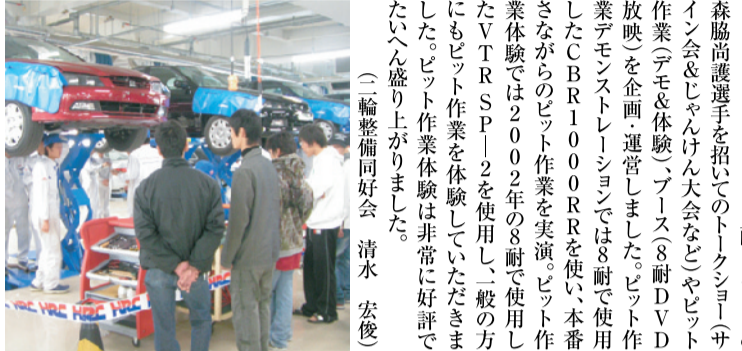 森脇尚護選手を招いてのトークショー(サ
イン会&じゃんけん大会など)やピット
作業(デモ&体験)、ブース(8耐DVD
放映)を企画・運営しました。ピット作
業デモンストレーションでは8耐で使用
したCBR1000RRを使い、本番
さながらのピット作業を実演。ピット作
業体験では2002年の8耐で使用し
たVTR SP―2を使用し、一般の方
にもピット作業を体験していただきま
した。ピット作業体験は非常に好評で
たいへん盛り上がりました。
(二輪整備同好会 清水 宏俊)
HRC HRC HRC HRC